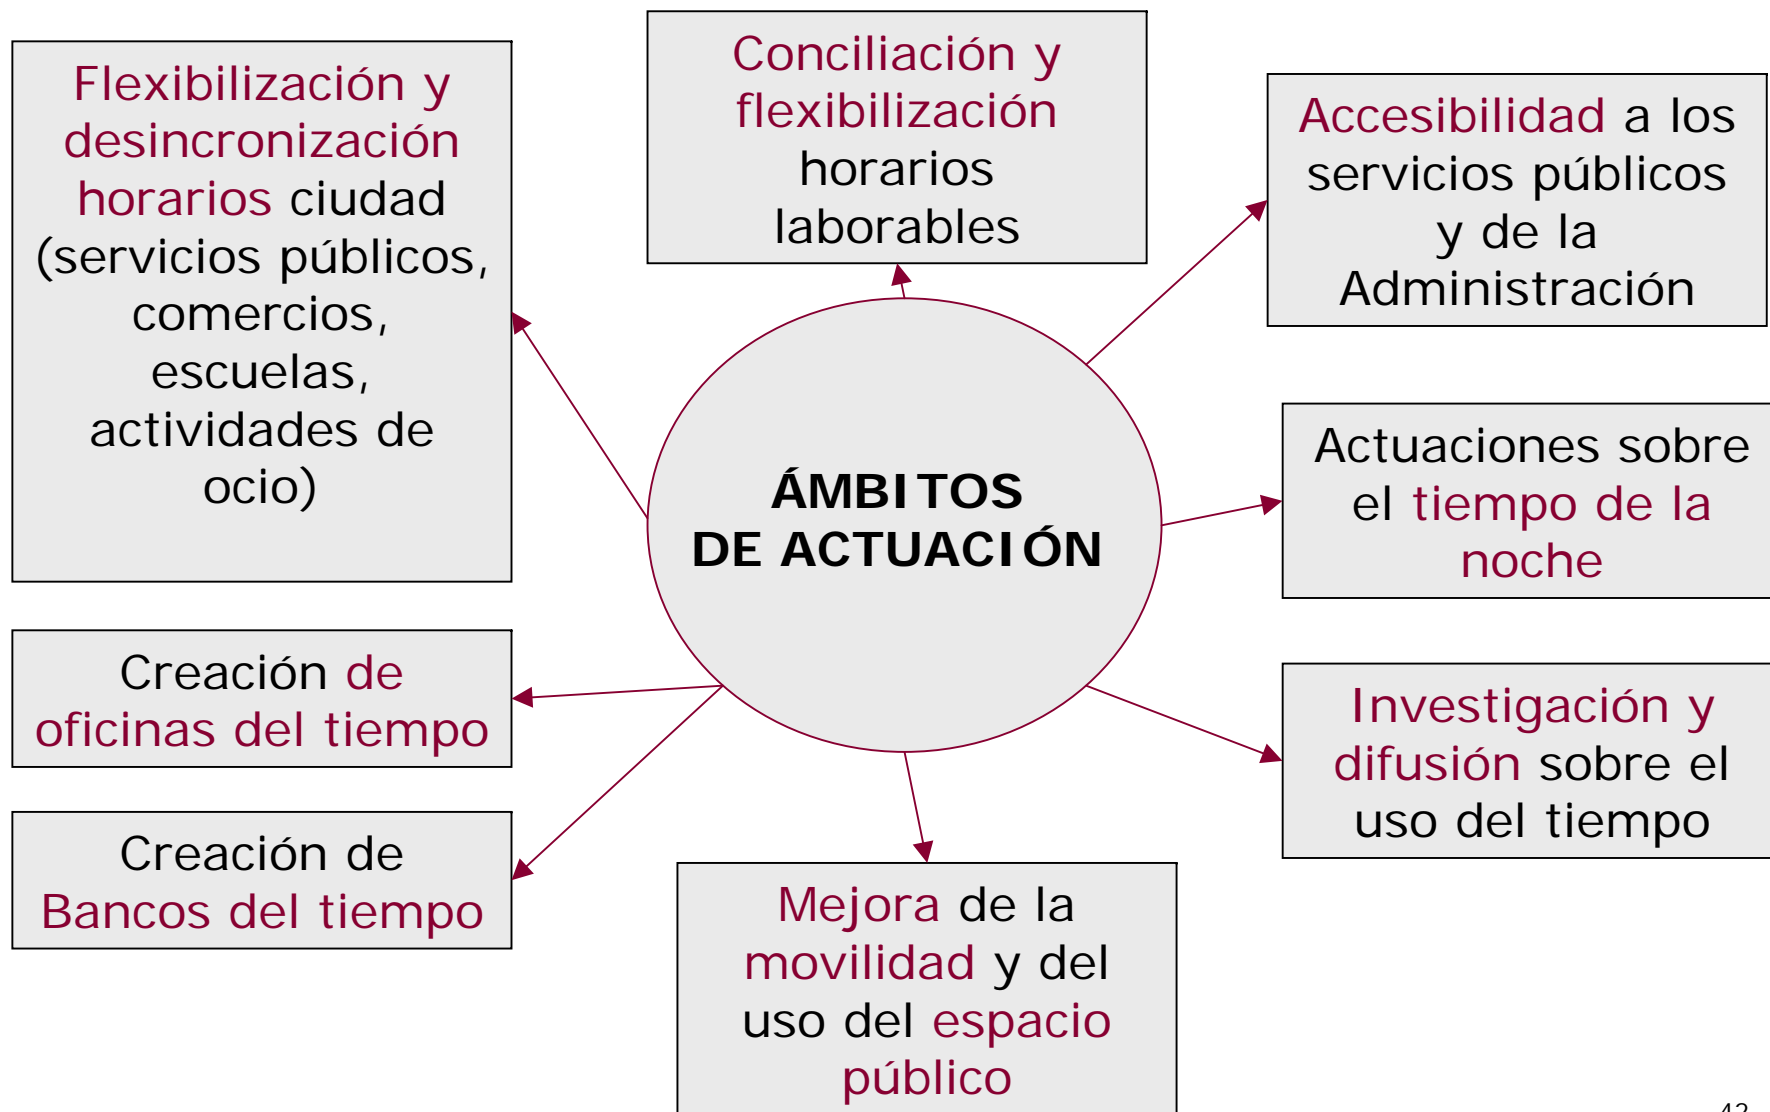 Flexibilización y
desincronización
horarios ciudad
(servicios públicos,
comercios,
escuelas,
actividades de
ocio)
Conciliación y
flexibilización
horarios
laborables
Accesibilidad a los
servicios públicos
y de la
Administración
ÁMBITOS
DE ACTUACIÓN
Actuaciones sobre
el tiempo de la
noche
Creación de
oficinas del tiempo
Investigación y
difusión sobre el
uso del tiempo
Creación de
Bancos del tiempo
Mejora de la
movilidad y del
uso del espacio
público
42